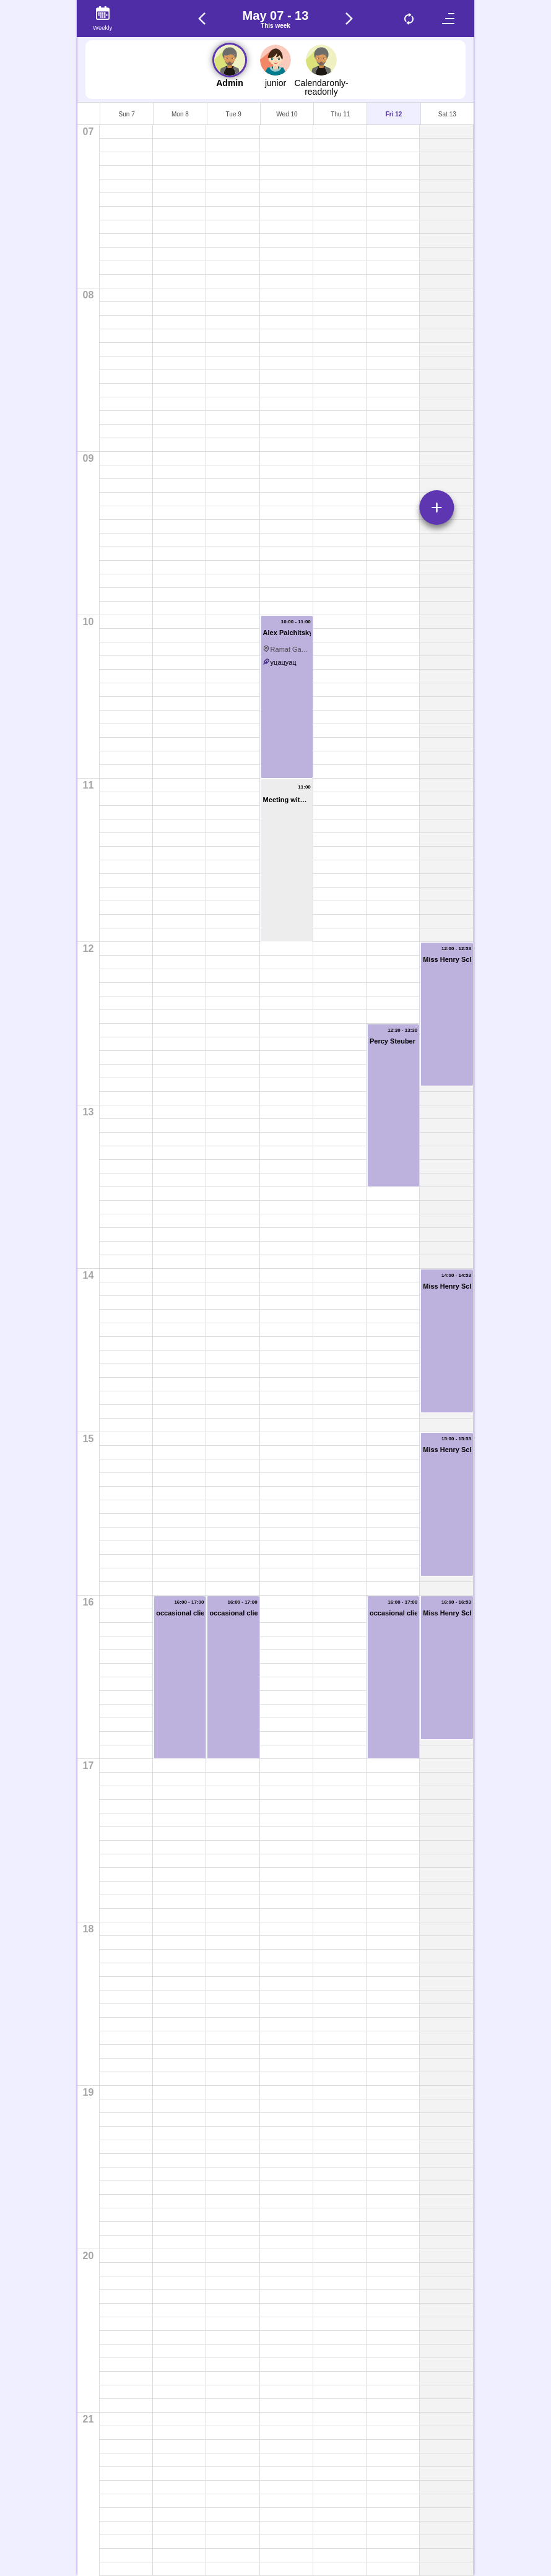 Weekly
May 07 - 13
This week
Admin
junior
Calendaronly-
readonly
Sun 7
Mon 8
Tue 9
Wed 10
Thu 11
Fri 12
Sat 13
07
08
09
+
10
10:00 - 11:00
Alex Palchitsky
Ramat Ga...
уцацуац
11
11:00
Meeting wit...
12
12:00 - 12:53
Miss Henry Scl
12:30 - 13:30
Percy Steuber
13
14
14:00 - 14:53
Miss Henry Scl
15
15:00 - 15:53
Miss Henry Scl
16
16:00 - 17:00
occasional clie
16:00 - 17:00
occasional clie
16:00 - 17:00
occasional clie
16:00 - 16:53
Miss Henry Scl
17
18
19
20
21